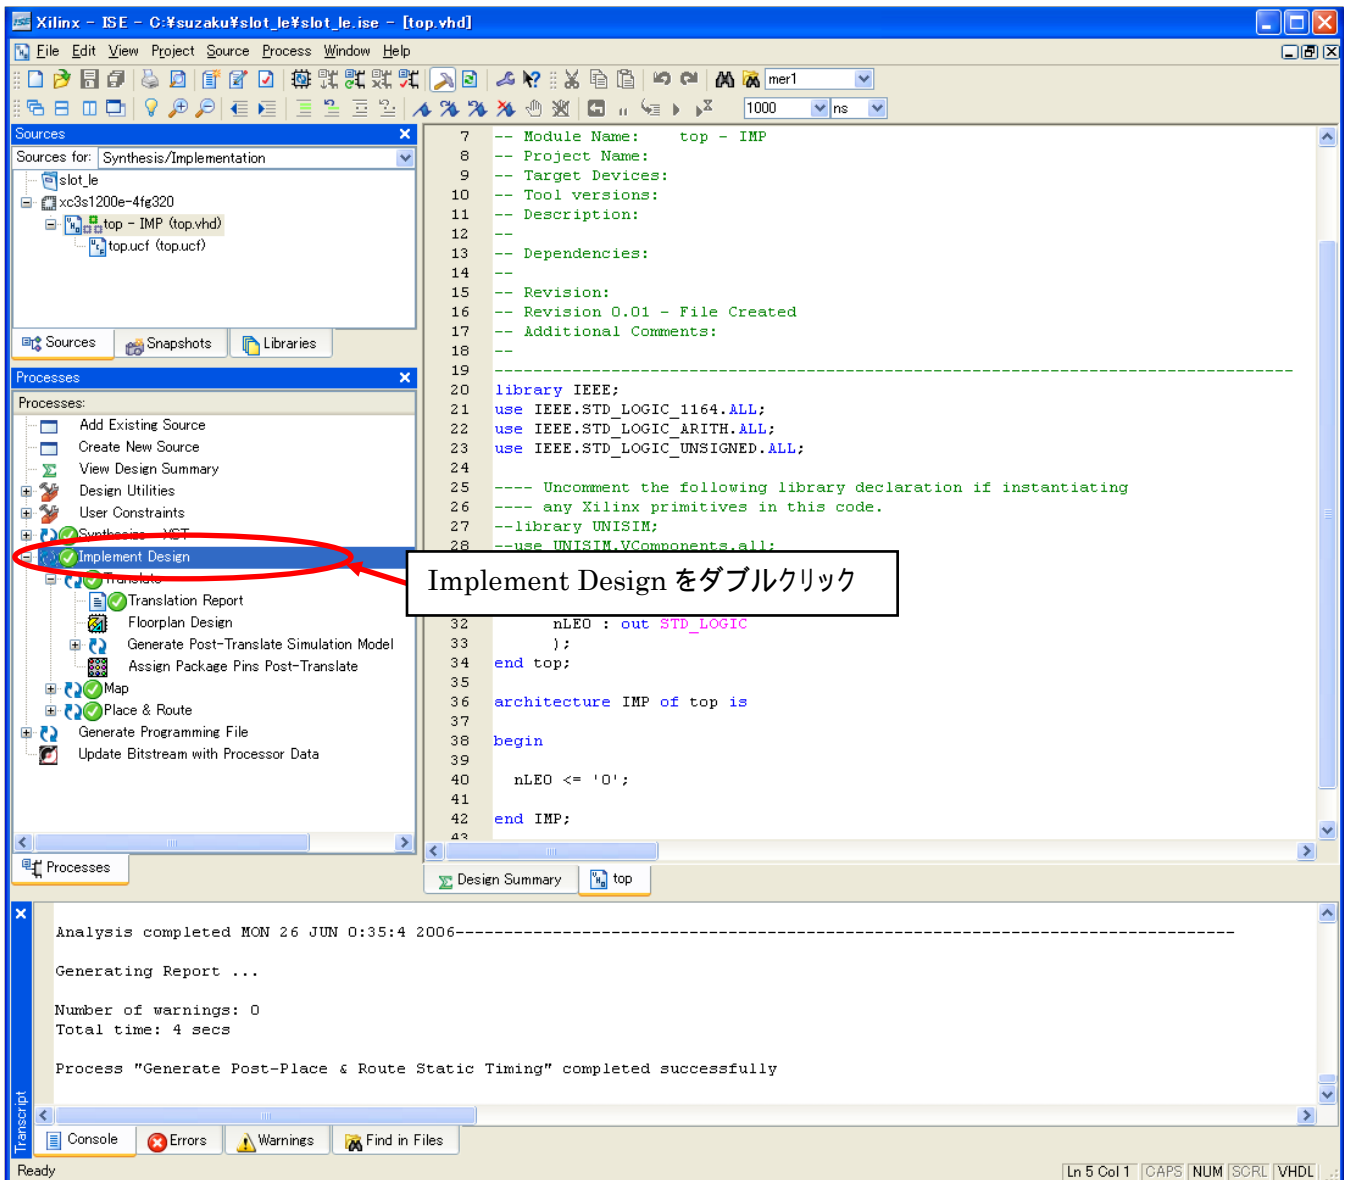 Xilinx - ISE - C:¥suzaku¥slot_le¥slot_le.ise - [top.vhd]
File Edit View Project Source Process Window Help
mer1
1000 ns
Sources
Sources for: Synthesis/Implementation
slot_le
xc3s1200e-4fg320
top - IMP (top.vhd)
top.ucf (top.ucf)
Sources Snapshots Libraries
Processes
Processes:
Add Existing Source
Create New Source
View Design Summary
Design Utilities
User Constraints
Synthesize - XST
Implement Design
Translate
Translation Report
Floorplan Design
Generate Post-Translate Simulation Model
Assign Package Pins Post-Translate
Map
Place & Route
Generate Programming File
Update Bitstream with Processor Data
Processes
7 -- Module Name: top - IMP
8 -- Project Name:
9 -- Target Devices:
10 -- Tool versions:
11 -- Description:
12 --
13 -- Dependencies:
14 --
15 -- Revision:
16 -- Revision 0.01 - File Created
17 -- Additional Comments:
18 --
19 ----------------------------------------------------------------------------------
20 library IEEE;
21 use IEEE.STD_LOGIC_1164.ALL;
22 use IEEE.STD_LOGIC_ARITH.ALL;
23 use IEEE.STD_LOGIC_UNSIGNED.ALL;
24
25 ---- Uncomment the following library declaration if instantiating
26 ---- any Xilinx primitives in this code.
27 --library UNISIM;
28 --use UNISIM.VComponents.all;
Implement Design をダブルクリック
32 nLE0 : out STD_LOGIC
33 );
34 end top;
35
36 architecture IMP of top is
37
38 begin
39
40 nLE0 <= '0';
41
42 end IMP;
43
Design Summary top
Analysis completed MON 26 JUN 0:35:4 2006--------------------------------------------------------------------------------
Generating Report ...
Number of warnings: 0
Total time: 4 secs
Process "Generate Post-Place & Route Static Timing" completed successfully
Transcript
Console Errors Warnings Find in Files
Ready Ln 5 Col 1 CAPS NUM SCRL VHDL